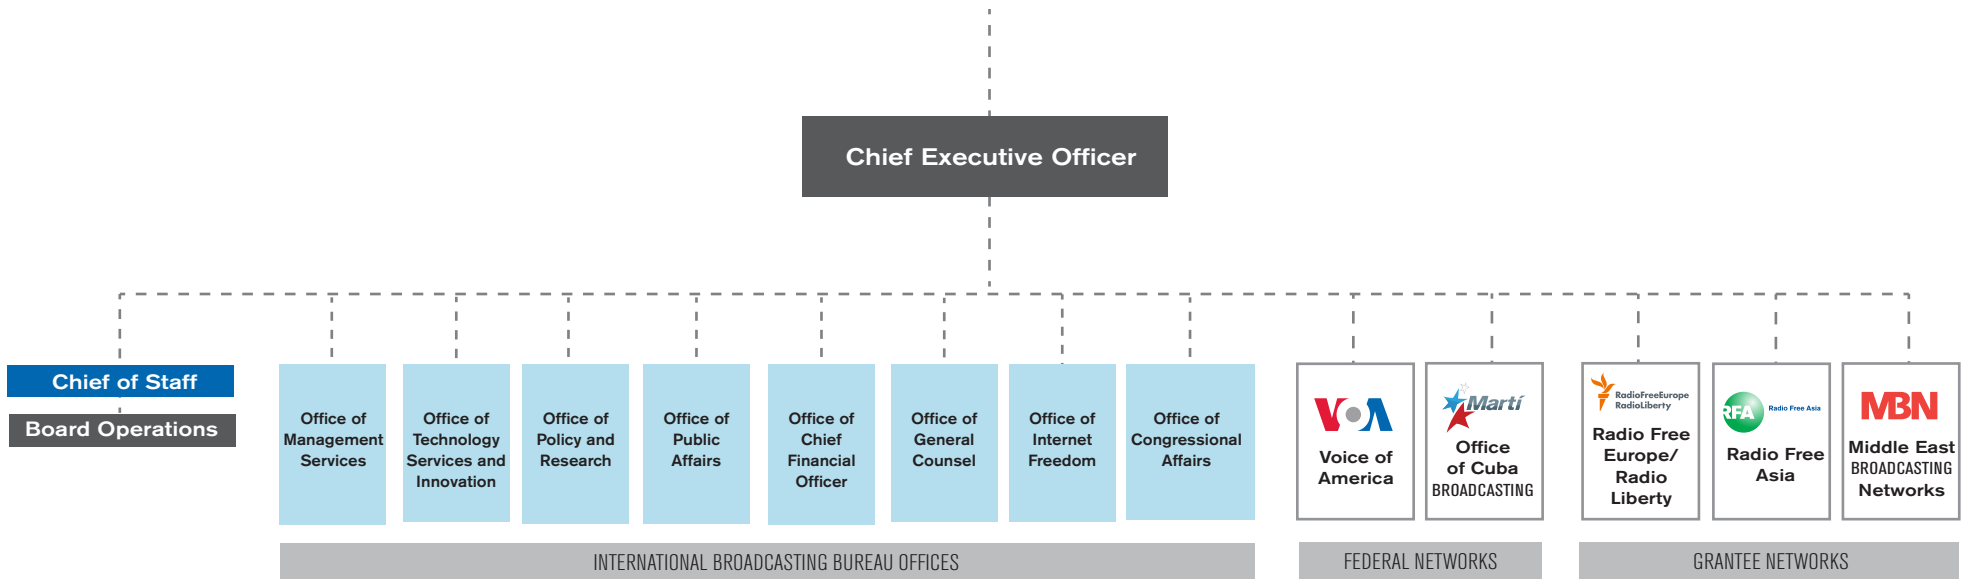 Chief Executive Officer
Chief of Staff
Board Operations
Office of
Management
Services
Office of
Technology
Services and
Innovation
Office of
Policy and
Research
Office of
Public
Affairs
Office of
Chief
Financial
Officer
Office of
General
Counsel
Office of
Internet
Freedom
Office of
Congressional
Affairs
VOA
Voice of
America
Martí
Office
of Cuba
BROADCASTING
RadioFreeEurope
RadioLiberty
Radio Free
Europe/
Radio
Liberty
RFA Radio Free Asia
Radio Free
Asia
MBN
Middle East
BROADCASTING
Networks
INTERNATIONAL BROADCASTING BUREAU OFFICES
FEDERAL NETWORKS
GRANTEE NETWORKS